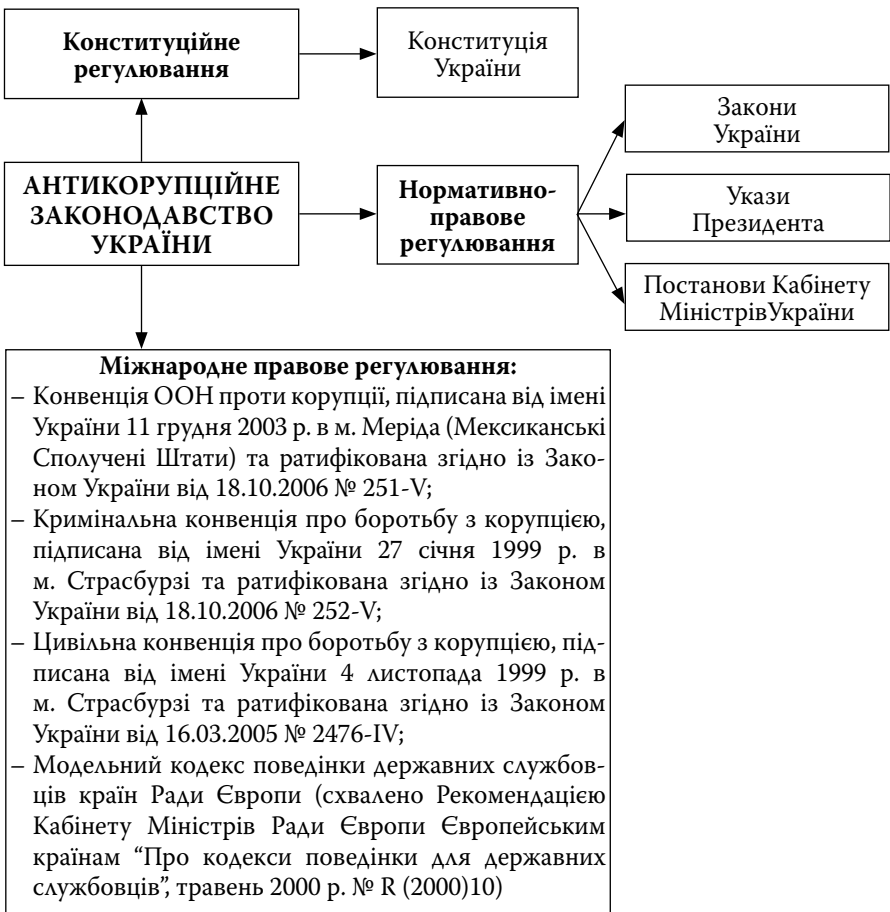 Конституційне
регулювання
Конституція
України
Закони
України
АНТИКОРУПЦІЙНЕ
ЗАКОНОДАВСТВО
УКРАЇНИ
Нормативно-
правове
регулювання
Укази
Президента
Постанови Кабінету
МіністрівУкраїни
Міжнародне правове регулювання:
– Конвенція ООН проти корупції, підписана від імені
України 11 грудня 2003 р. в м. Меріда (Мексиканські
Сполучені Штати) та ратифікована згідно із Зако-
ном України від 18.10.2006 № 251-V;
– Кримінальна конвенція про боротьбу з корупцією,
підписана від імені України 27 січня 1999 р. в
м. Страсбурзі та ратифікована згідно із Законом
України від 18.10.2006 № 252-V;
– Цивільна конвенція про боротьбу з корупцією, під-
писана від імені України 4 листопада 1999 р. в
м. Страсбурзі та ратифікована згідно із Законом
України від 16.03.2005 № 2476-IV;
– Модельний кодекс поведінки державних службов-
ців країн Ради Європи (схвалено Рекомендацією
Кабінету Міністрів Ради Європи Європейським
країнам “Про кодекси поведінки для державних
службовців”, травень 2000 р. № R (2000)10)